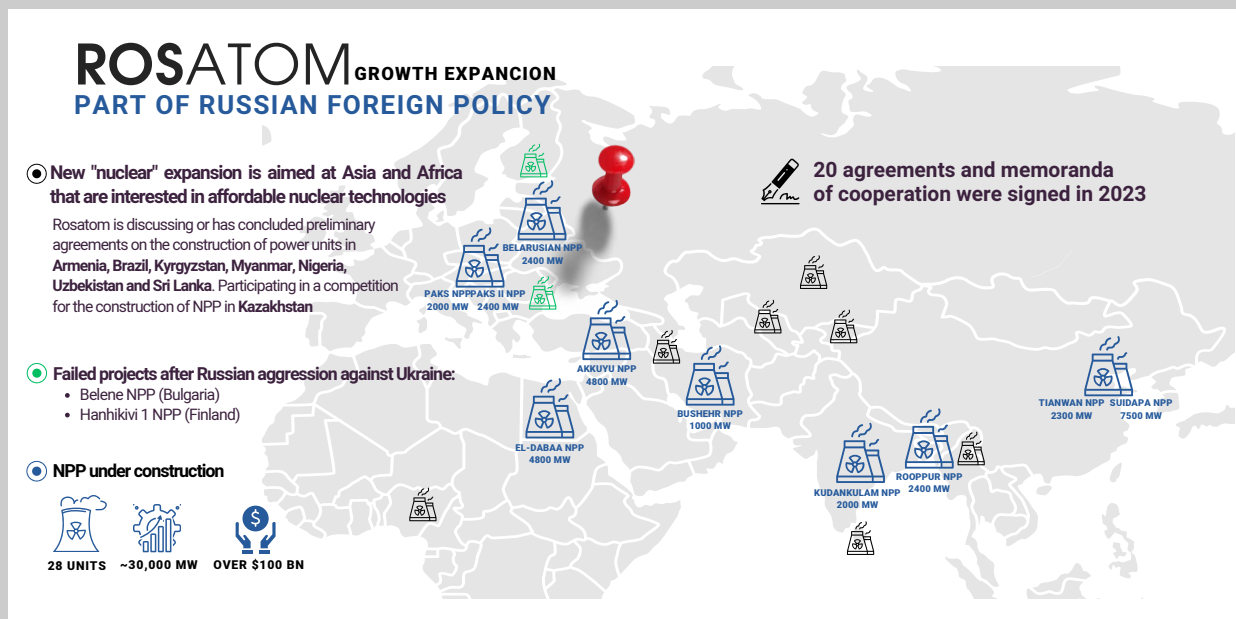 ROSATOM GROWTH EXPANCION
PART OF RUSSIAN FOREIGN POLICY
New "nuclear" expansion is aimed at Asia and Africa
that are interested in affordable nuclear technologies
Rosatom is discussing or has concluded preliminary
agreements on the construction of power units in
Armenia, Brazil, Kyrgyzstan, Myanmar, Nigeria,
Uzbekistan and Sri Lanka. Participating in a competition
for the construction of NPP in Kazakhstan
20 agreements and memoranda
of cooperation were signed in 2023
BELARUSIAN NPP
2400 MW
PAKS NPP PAKS II NPP
2000 MW 2400 MW
AKKUYU NPP
4800 MW
BUSHEHR NPP
1000 MW
EL-DABAA NPP
4800 MW
TIANWAN NPP SUIDAPA NPP
2300 MW 7500 MW
ROOPPUR NPP
2400 MW
KUDANKULAM NPP
2000 MW
Failed projects after Russian aggression against Ukraine:
• Belene NPP (Bulgaria)
• Hanhikivi 1 NPP (Finland)
NPP under construction
$
28 UNITS ~30,000 MW OVER $100 BN